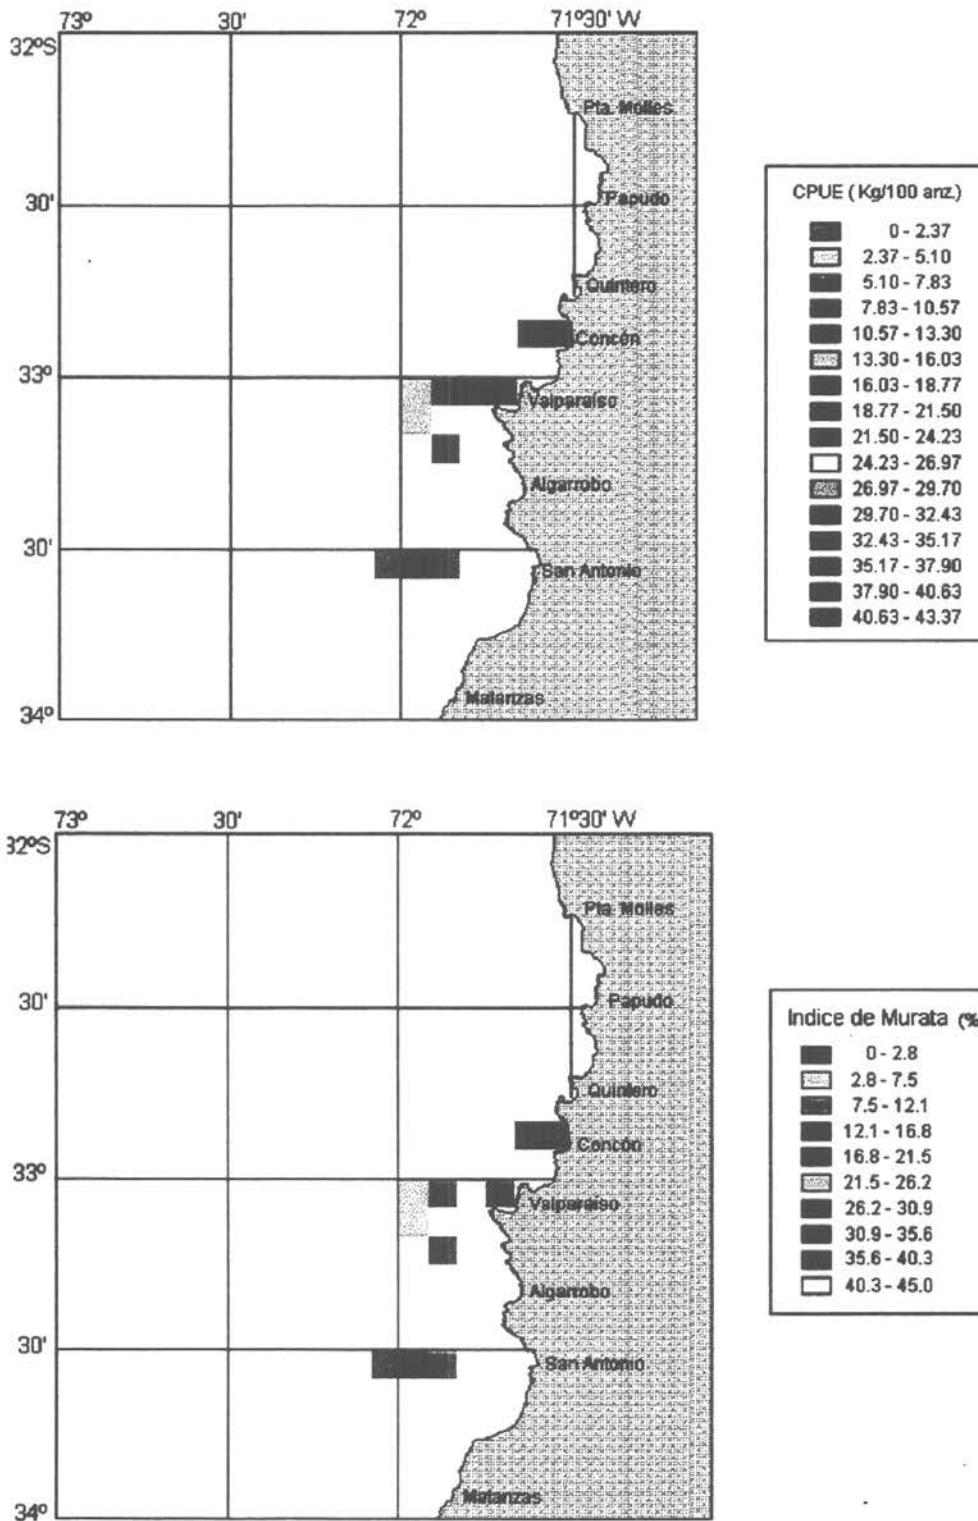 73º 30' 72º 71º30' W
32ºS
Pta. Molles
30'
Papudo
Quintero
Concón
33º
Valparaíso
Algarrobo
30'
San Antonio
Matanzas
34º
CPUE ( Kg/100 anz.)
0 - 2.37
2.37 - 5.10
5.10 - 7.83
7.83 - 10.57
10.57 - 13.30
13.30 - 16.03
16.03 - 18.77
18.77 - 21.50
21.50 - 24.23
24.23 - 26.97
26.97 - 29.70
29.70 - 32.43
32.43 - 35.17
35.17 - 37.90
37.90 - 40.63
40.63 - 43.37
73º 30' 72º 71º30' W
32ºS
Pta. Molles
30'
Papudo
Quintero
Concón
33º
Valparaíso
Algarrobo
30'
San Antonio
Matanzas
34º
Indice de Murata (%
0 - 2.8
2.8 - 7.5
7.5 - 12.1
12.1 - 16.8
16.8 - 21.5
21.5 - 26.2
26.2 - 30.9
30.9 - 35.6
35.6 - 40.3
40.3 - 45.0